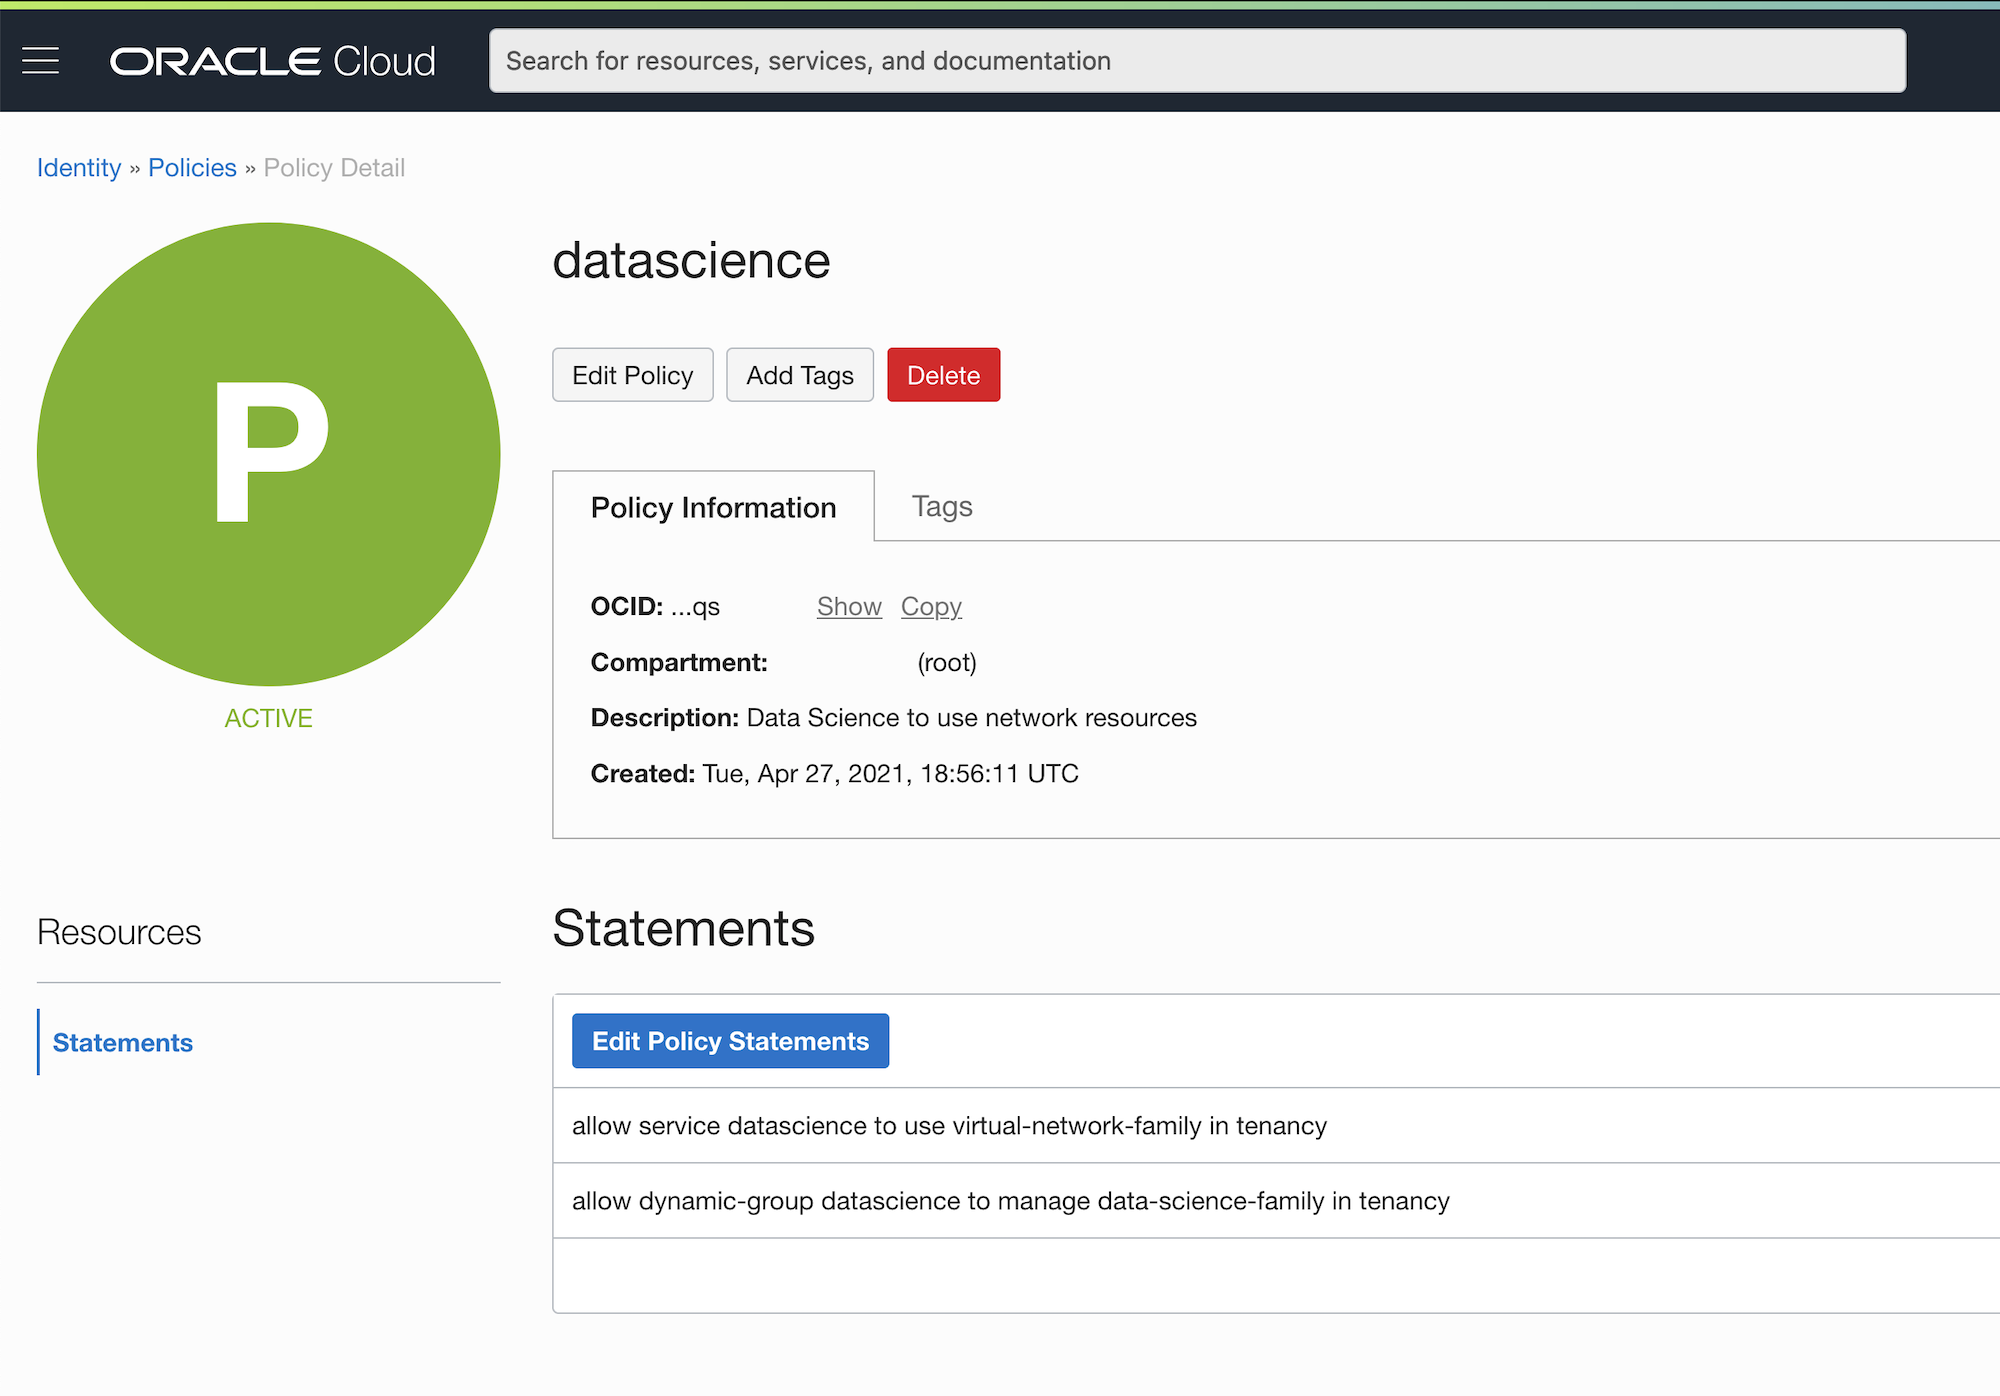 ORACLE Cloud
Search for resources, services, and documentation
Identity » Policies » Policy Detail
P
ACTIVE
datascience
Edit Policy
Add Tags
Delete
Policy Information
Tags
OCID: ...qs Show Copy
Compartment: (root)
Description: Data Science to use network resources
Created: Tue, Apr 27, 2021, 18:56:11 UTC
Resources
Statements
Statements
Edit Policy Statements
allow service datascience to use virtual-network-family in tenancy
allow dynamic-group datascience to manage data-science-family in tenancy